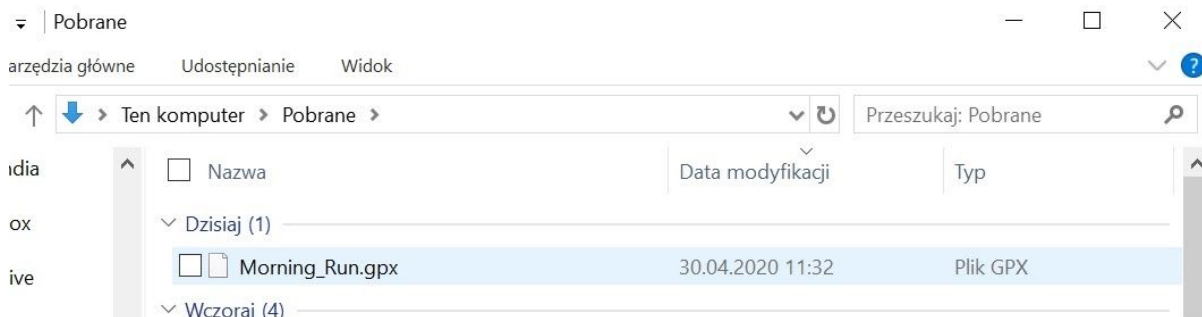 Pobrane
arzędzia główne Udostępnianie Widok ?
Ten komputer > Pobrane > Przeszukaj: Pobrane
ndia
Nazwa Data modyfikacji Typ
ox
Dzisiaj (1)
ive
Morning_Run.gpx 30.04.2020 11:32 Plik GPX
Wczoraj (4)